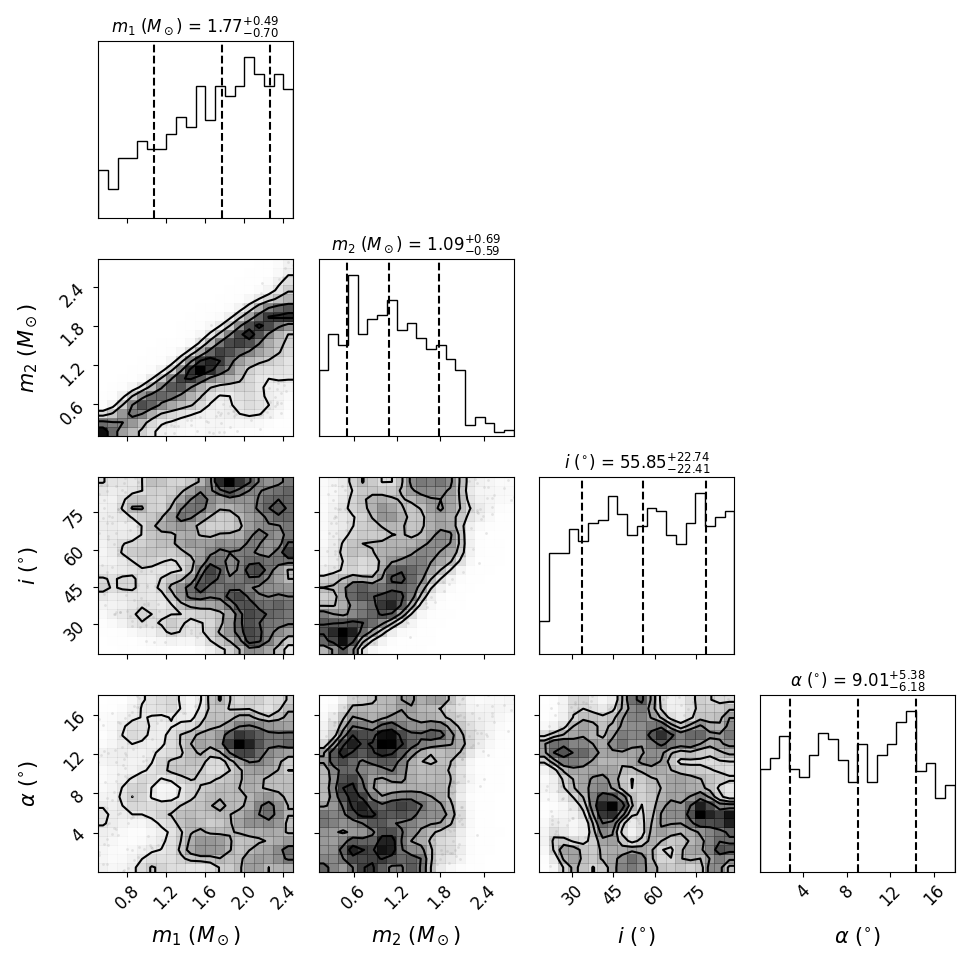 m₁ (M⊙) = 1.77+0.49−0.70
m₂ (M⊙) = 1.09+0.69−0.59
2.4
1.8
1.2
0.6
m₂ (M⊙)
i (°) = 55.85+22.74−22.41
75
60
45
30
i (°)
α (°) = 9.01+5.38−6.18
16
12
8
4
α (°)
0.8 1.2 1.6 2.0 2.4 0.6 1.2 1.8 2.4 30 45 60 75 4 8 12 16
m₁ (M⊙) m₂ (M⊙) i (°) α (°)